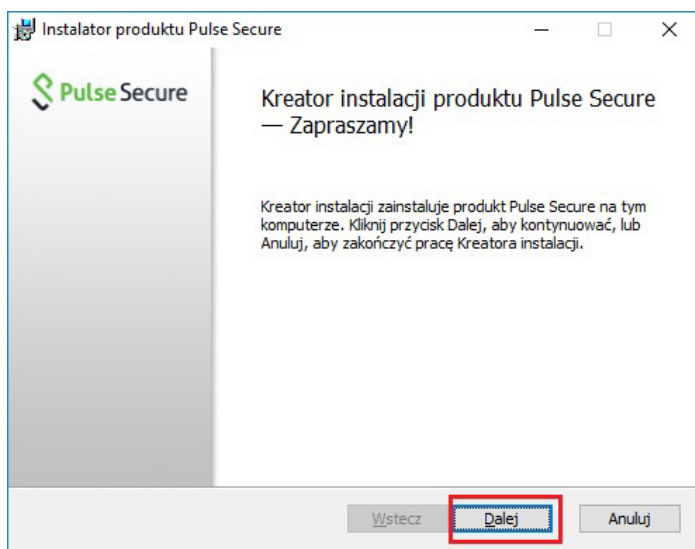 Instalator produktu Pulse Secure
Pulse Secure
Kreator instalacji produktu Pulse Secure
— Zapraszamy!
Kreator instalacji zainstaluje produkt Pulse Secure na tym
komputerze. Kliknij przycisk Dalej, aby kontynuować, lub
Anuluj, aby zakończyć pracę Kreatora instalacji.
Wstecz
Dalej
Anuluj